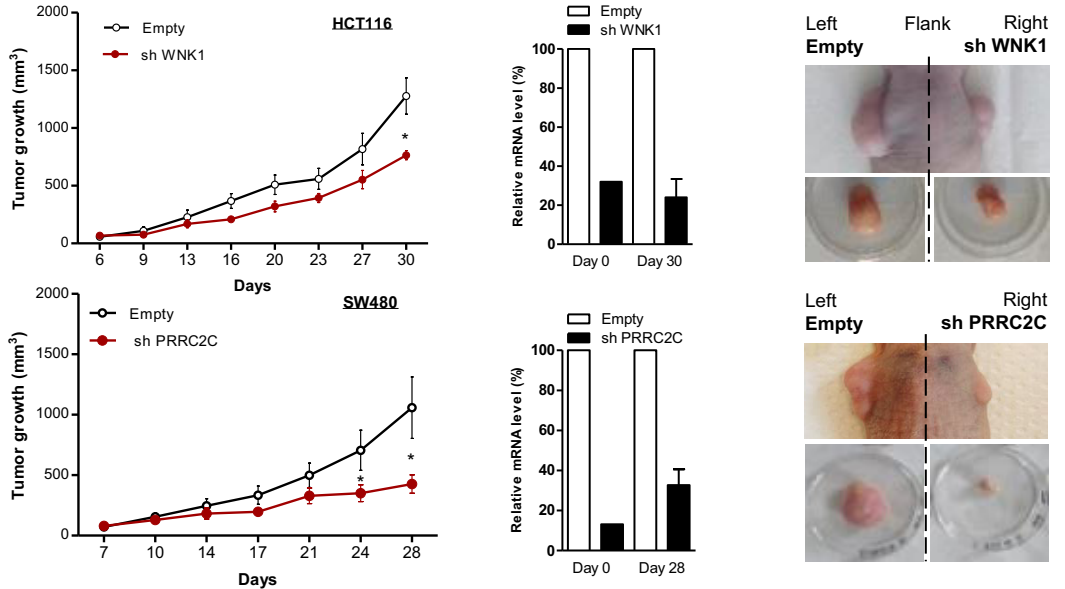 HCT116
Empty
sh WNK1
Tumor growth (mm³)
2000
1500
1000
500
0
6 9 13 16 20 23 27 30
*
Days
Empty
sh WNK1
Relative mRNA level (%)
100
80
60
40
20
0
Day 0 Day 30
Left Flank Right
Empty sh WNK1
SW480
Empty
sh PRRC2C
Tumor growth (mm³)
2000
1500
1000
500
0
7 10 14 17 21 24 28
* *
Days
Empty
sh PRRC2C
Relative mRNA level (%)
100
80
60
40
20
0
Day 0 Day 28
Left Right
Empty sh PRRC2C